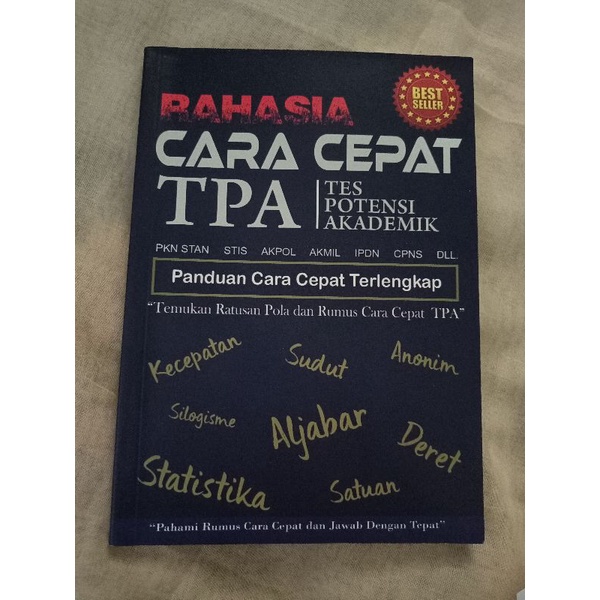 RAHASIA
BEST
SELLER
CARA CEPAT
TPA
TES
POTENSI
AKADEMIK
PKN STAN STIS AKPOL AKMIL IPDN CPNS DLL.
Panduan Cara Cepat Terlengkap
“Temukan Ratusan Pola dan Rumus Cara Cepat TPA”
Kecepatan
Sudut
Anonim
Silogisme
Aljabar
Deret
Statistika
Satuan
“Pahami Rumus Cara Cepat dan Jawab Dengan Tepat”